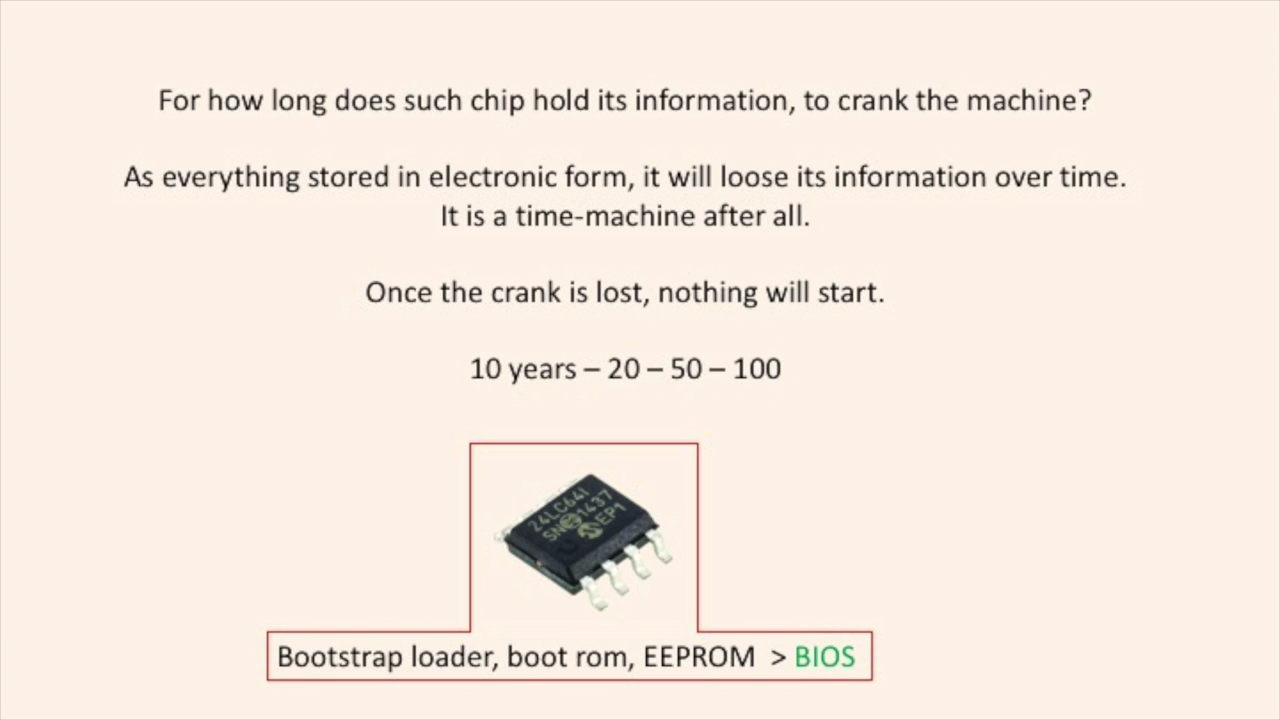 For how long does such chip hold its information, to crank the machine?
As everything stored in electronic form, it will loose its information over time.
It is a time-machine after all.
Once the crank is lost, nothing will start.
10 years – 20 – 50 – 100
24LC64I
SN 1437
EP1
Bootstrap loader, boot rom, EEPROM > BIOS